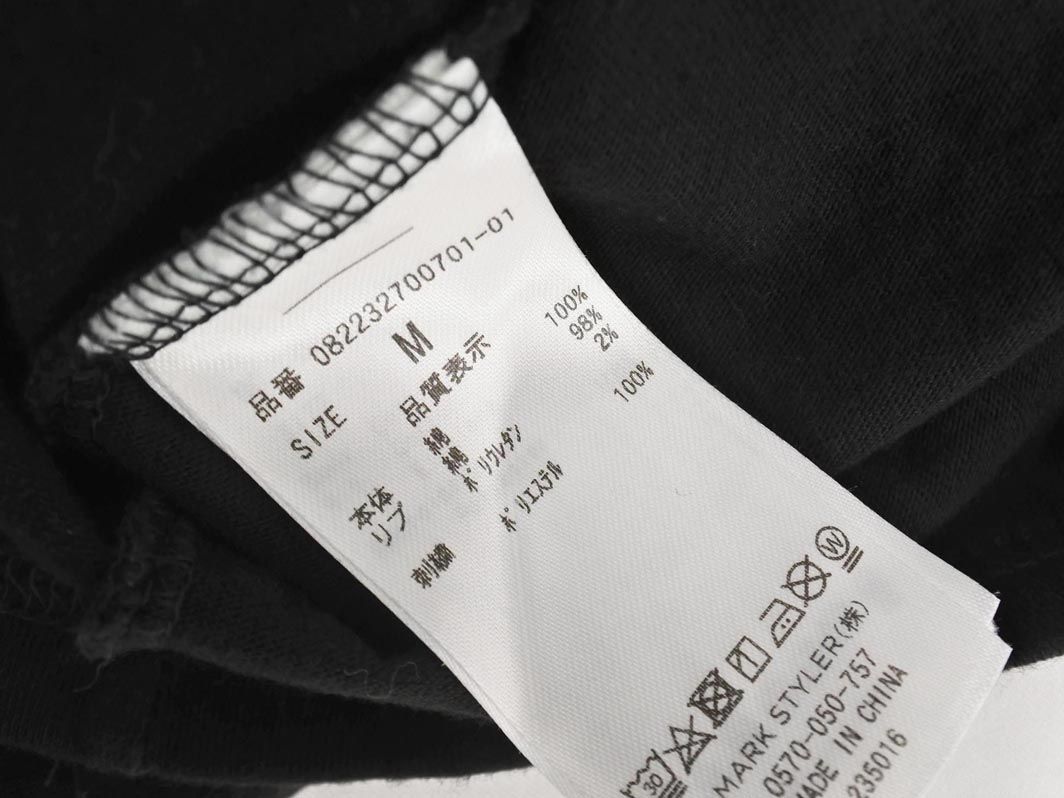 品番 082232700701-01
SIZE M
品質表示
本体 綿 100%
リブ 綿 98%
ポリウレタン 2%
刺繍 ポリエステル 100%
30 W
MARK STYLER(株)
0570-050-757
MADE IN CHINA
235016